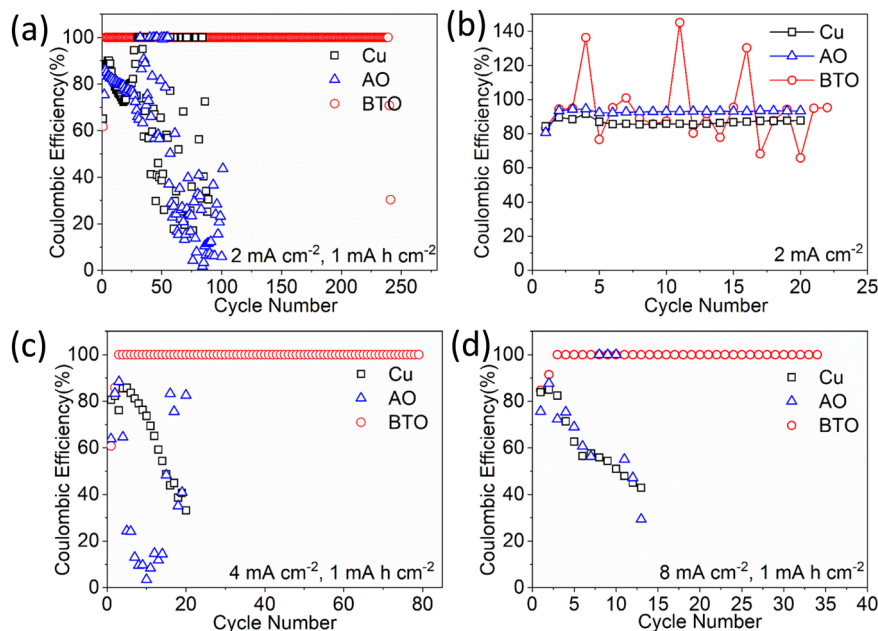 (a)
100
80
60
40
20
0
Coulombic Efficiency(%)
Cu
AO
BTO
2 mA cm-2, 1 mA h cm-2
0 50 100 150 200 250
Cycle Number
(b)
140
120
100
80
60
40
20
0
Coulombic Efficiency(%)
Cu
AO
BTO
2 mA cm-2
0 5 10 15 20 25
Cycle Number
(c)
100
80
60
40
20
0
Coulombic Efficiency(%)
Cu
AO
BTO
4 mA cm-2, 1 mA h cm-2
0 20 40 60 80
Cycle Number
(d)
100
80
60
40
20
0
Coulombic Efficiency(%)
Cu
AO
BTO
8 mA cm-2, 1 mA h cm-2
0 5 10 15 20 25 30 35 40
Cycle Number